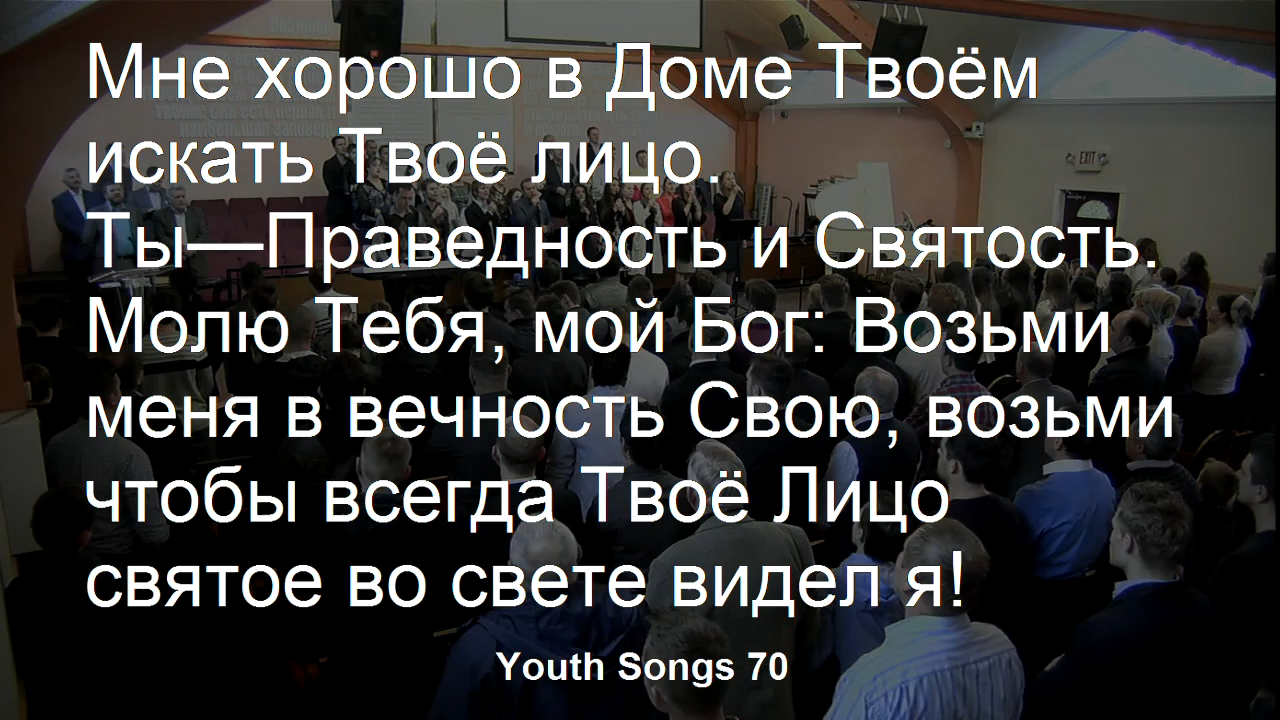 Мне хорошо в Доме Твоём
искать Твоё лицо.
Ты—Праведность и Святость.
Молю Тебя, мой Бог: Возьми
меня в вечность Свою, возьми
чтобы всегда Твоё Лицо
святое во свете видел я!
Youth Songs 70
EXIT